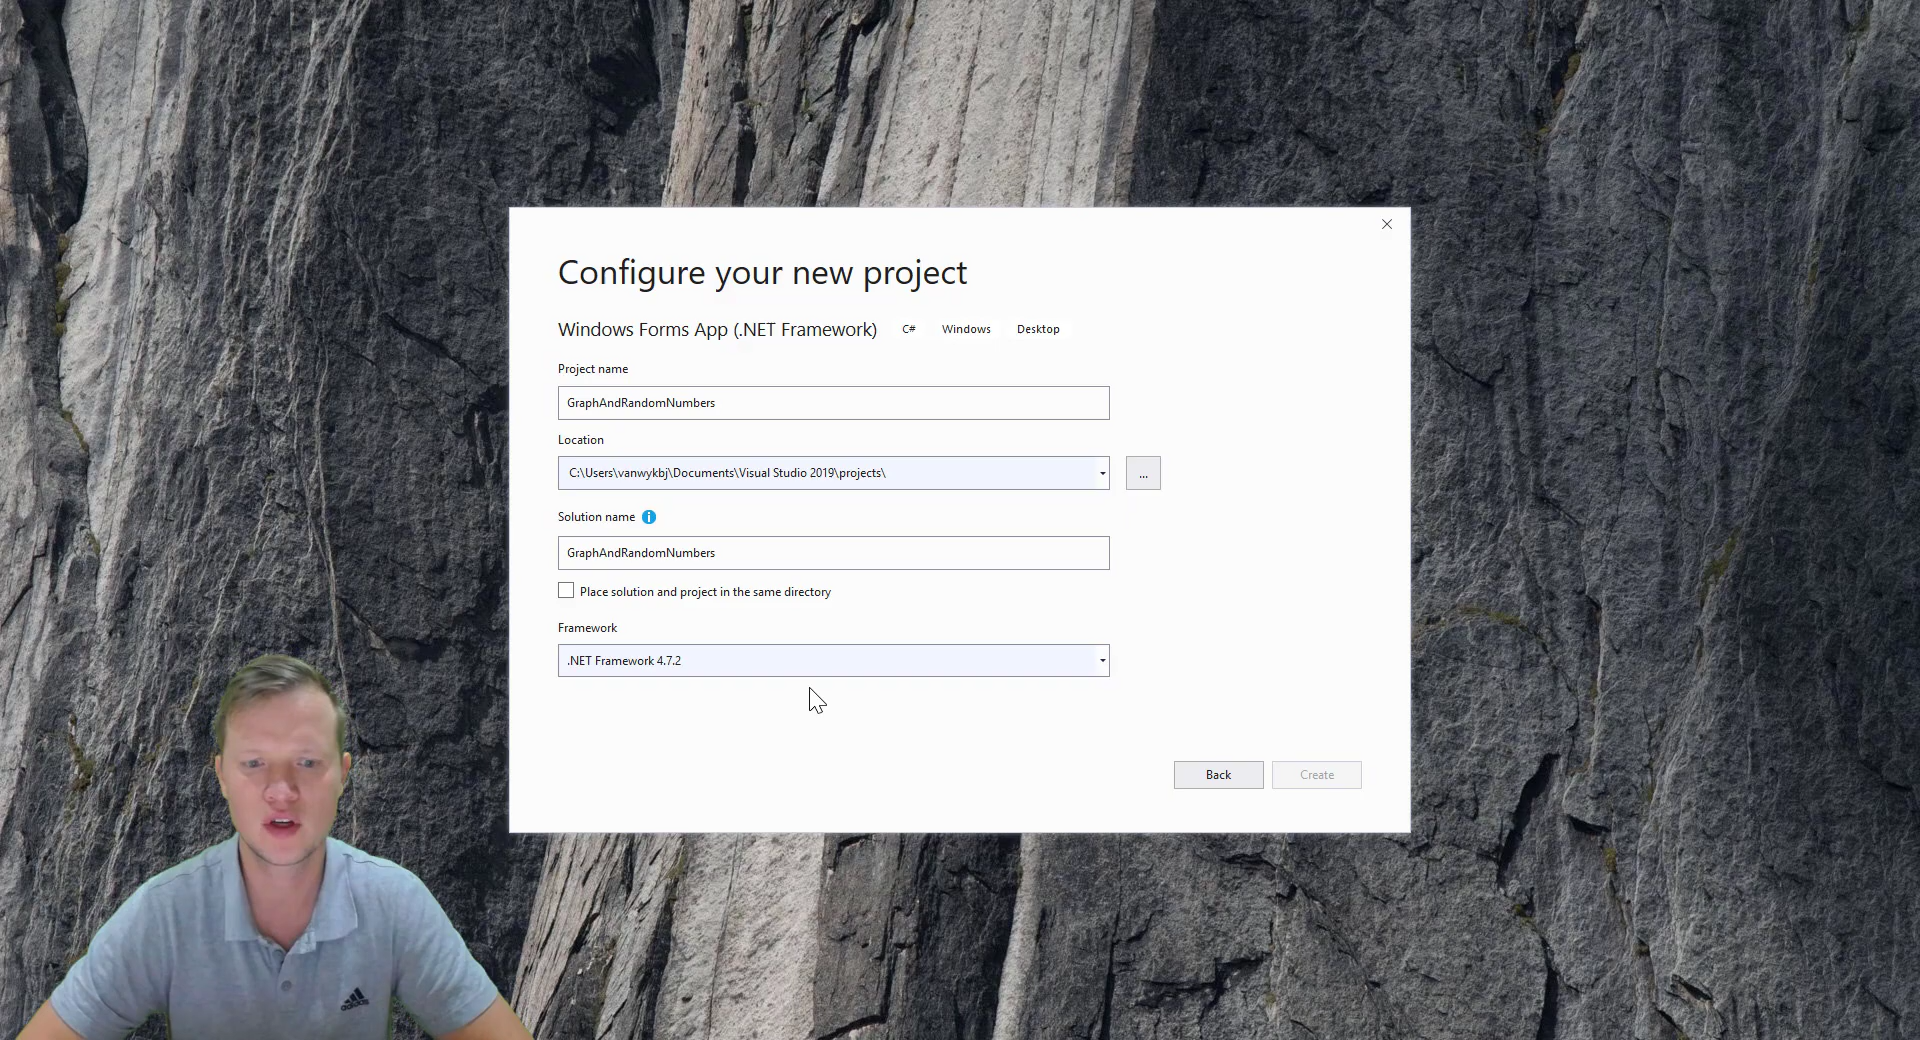 Configure your new project
Windows Forms App (.NET Framework) C# Windows Desktop
Project name
GraphAndRandomNumbers
Location
C:\Users\vanwykbj\Documents\Visual Studio 2019\projects\
...
Solution name
GraphAndRandomNumbers
Place solution and project in the same directory
Framework
.NET Framework 4.7.2
Back Create
adidas